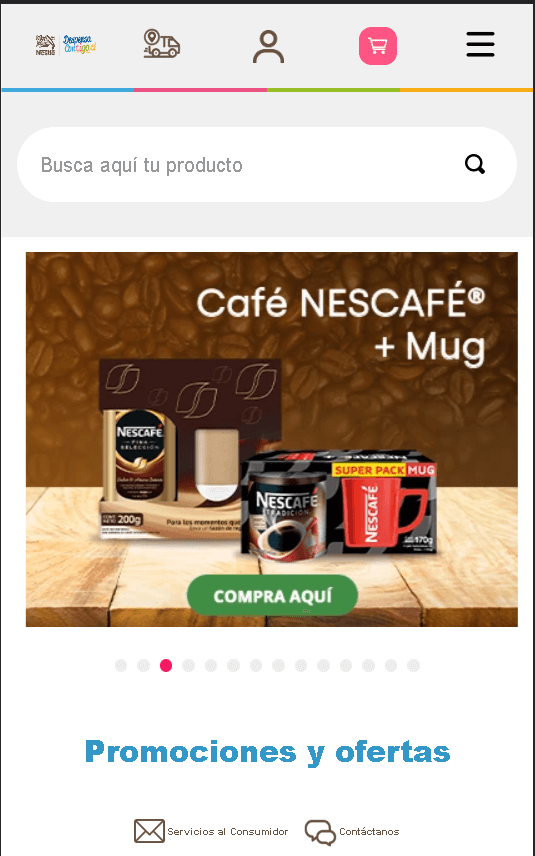 Nestlé
Despensa
Contigo
Busca aquí tu producto
Café NESCAFÉ®
+ Mug
NESCAFÉ
FINA
SELECCIÓN
200g
Para los momentos que
SUPER PACK MUG
NESCAFÉ
TRADICIÓN
NESCAFÉ
170g
COMPRA AQUÍ
Promociones y ofertas
Servicios al Consumidor
Contáctanos